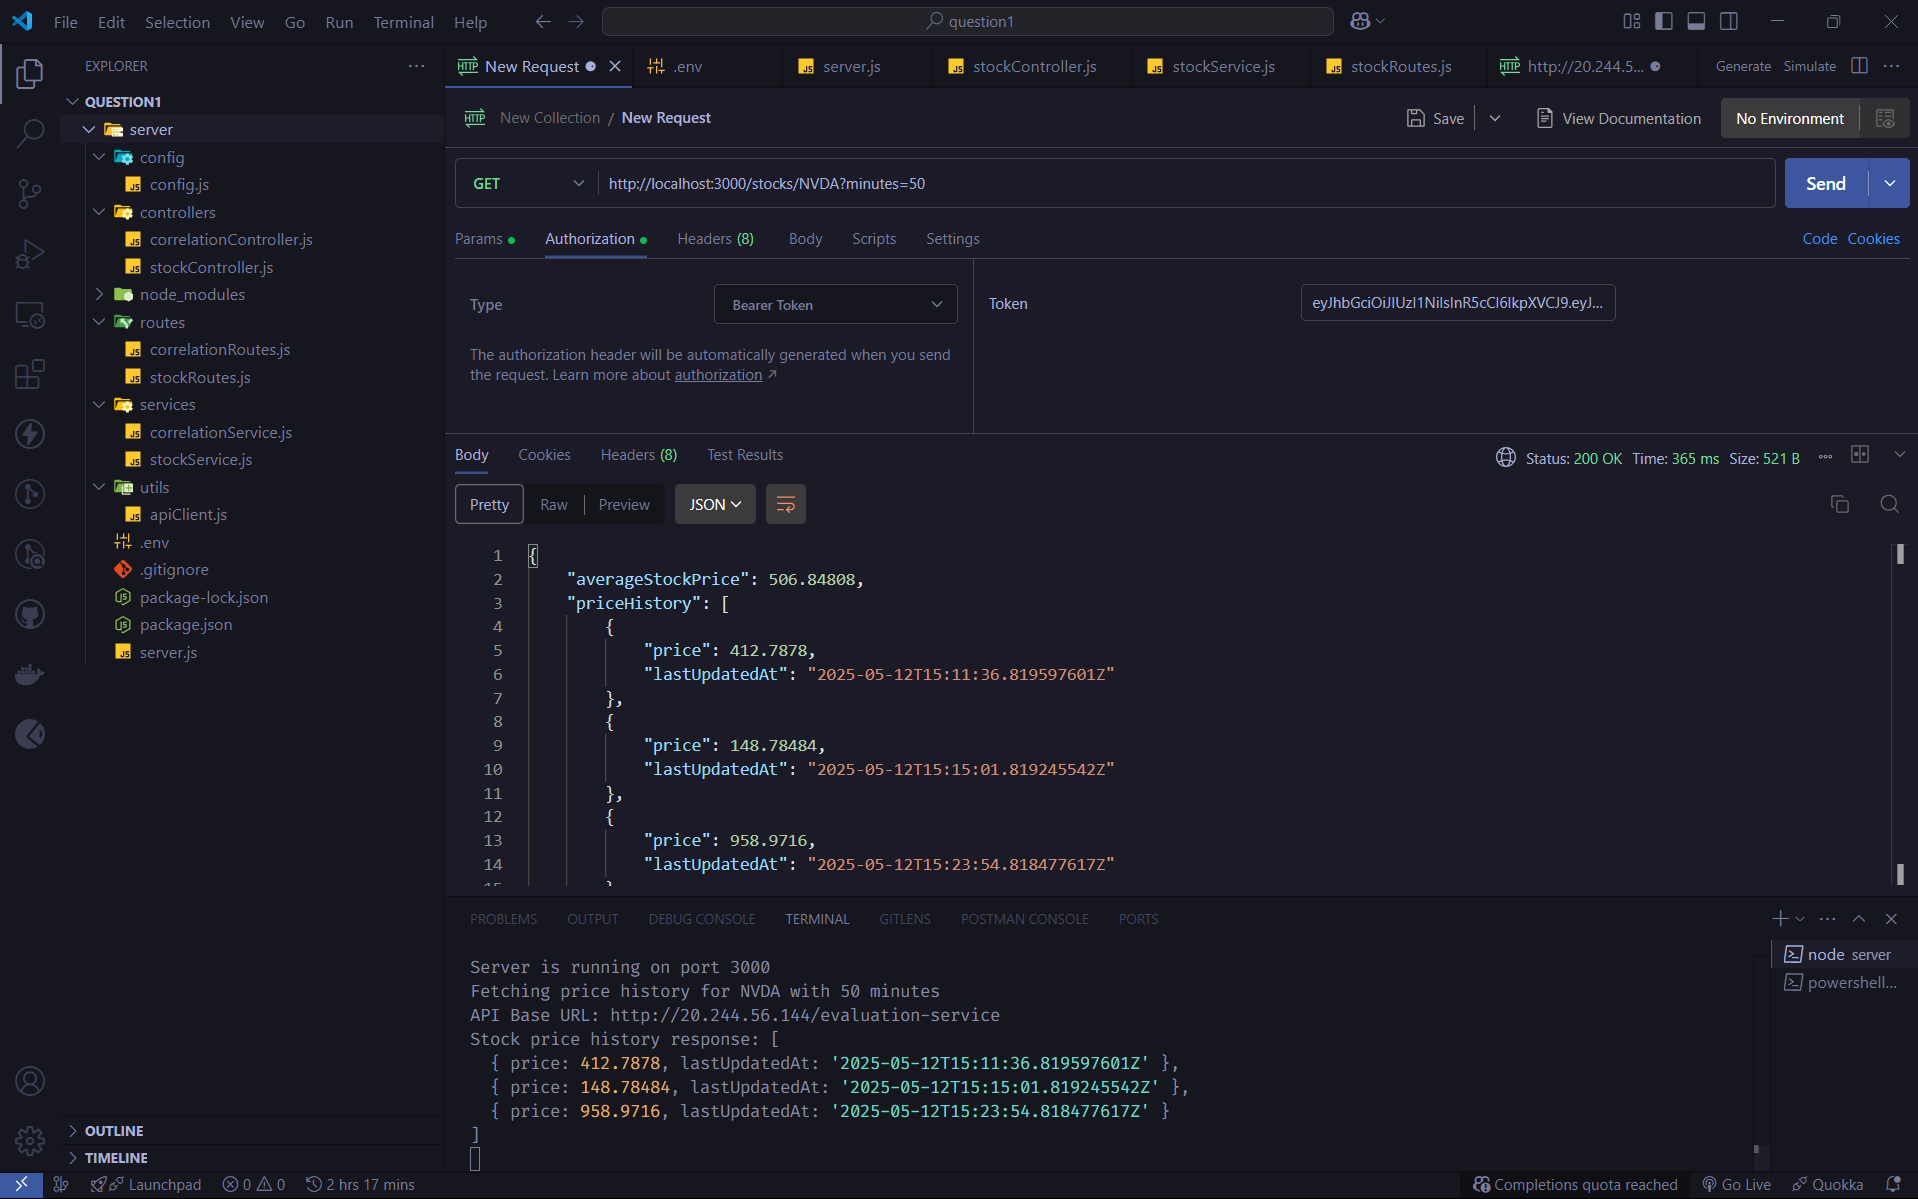 File Edit Selection View Go Run Terminal Help question1
EXPLORER
QUESTION1
server
config
config.js
controllers
correlationController.js
stockController.js
node_modules
routes
correlationRoutes.js
stockRoutes.js
services
correlationService.js
stockService.js
utils
apiClient.js
.env
.gitignore
package-lock.json
package.json
server.js
OUTLINE
TIMELINE
HTTP New Request .env JS server.js JS stockController.js JS stockService.js JS stockRoutes.js HTTP http://20.244.5... Generate Simulate
HTTP New Collection / New Request Save View Documentation No Environment
GET http://localhost:3000/stocks/NVDA?minutes=50 Send
Params Authorization Headers (8) Body Scripts Settings Code Cookies
Type Bearer Token Token
The authorization header will be automatically generated when you send
the request. Learn more about authorization ↗
Body Cookies Headers (8) Test Results Status: 200 OK Time: 365 ms Size: 521 B
Pretty Raw Preview JSON
1 {
2 "averageStockPrice": 506.84808,
3 "priceHistory": [
4 {
5 "price": 412.7878,
6 "lastUpdatedAt": "2025-05-12T15:11:36.819597601Z"
7 },
8 {
9 "price": 148.78484,
10 "lastUpdatedAt": "2025-05-12T15:15:01.819245542Z"
11 },
12 {
13 "price": 958.9716,
14 "lastUpdatedAt": "2025-05-12T15:23:54.818477617Z"
PROBLEMS OUTPUT DEBUG CONSOLE TERMINAL GITLENS POSTMAN CONSOLE PORTS
Server is running on port 3000
Fetching price history for NVDA with 50 minutes
API Base URL: http://20.244.56.144/evaluation-service
Stock price history response: [
{ price: 412.7878, lastUpdatedAt: '2025-05-12T15:11:36.819597601Z' },
{ price: 148.78484, lastUpdatedAt: '2025-05-12T15:15:01.819245542Z' },
{ price: 958.9716, lastUpdatedAt: '2025-05-12T15:23:54.818477617Z' }
]
node server
powershell...
Launchpad 0 0 2 hrs 17 mins Completions quota reached Go Live Quokka